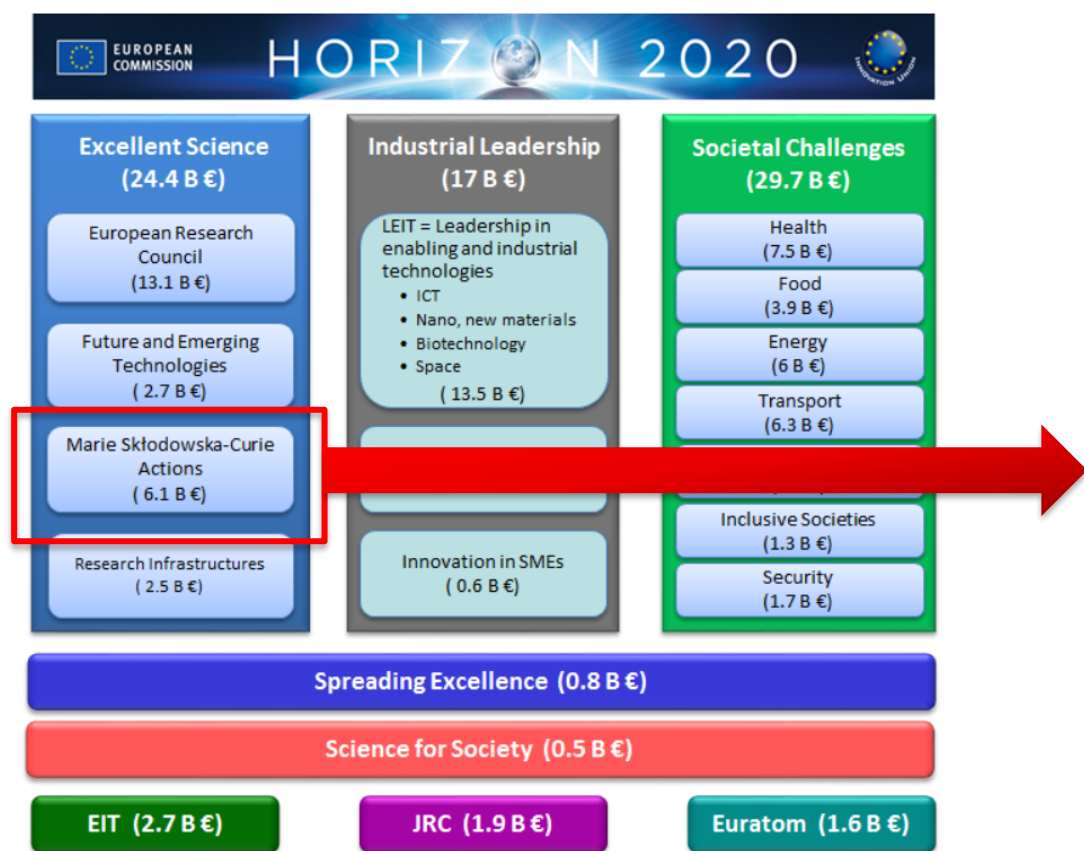 EUROPEAN
COMMISSION
HORIZON 2020
INNOVATION UNION
Excellent Science
(24.4 B €)
European Research
Council
(13.1 B €)
Future and Emerging
Technologies
( 2.7 B €)
Marie Skłodowska-Curie
Actions
( 6.1 B €)
Research Infrastructures
( 2.5 B €)
Industrial Leadership
(17 B €)
LEIT = Leadership in
enabling and industrial
technologies
• ICT
• Nano, new materials
• Biotechnology
• Space
( 13.5 B €)
Innovation in SMEs
( 0.6 B €)
Societal Challenges
(29.7 B €)
Health
(7.5 B €)
Food
(3.9 B €)
Energy
(6 B €)
Transport
(6.3 B €)
Inclusive Societies
(1.3 B €)
Security
(1.7 B €)
Spreading Excellence (0.8 B €)
Science for Society (0.5 B €)
EIT (2.7 B €)
JRC (1.9 B €)
Euratom (1.6 B €)